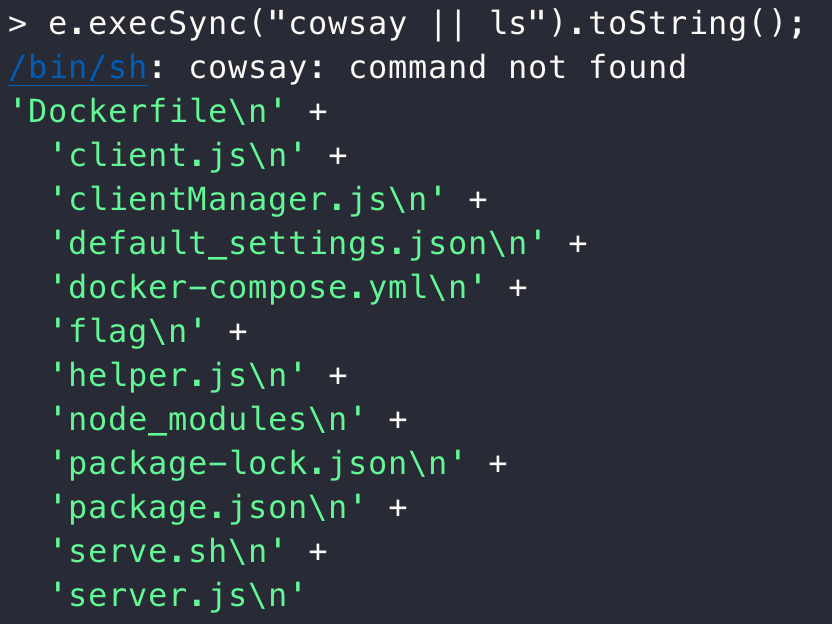 > e.execSync("cowsay || ls").toString();
/bin/sh: cowsay: command not found
'Dockerfile\n' +
  'client.js\n' +
  'clientManager.js\n' +
  'default_settings.json\n' +
  'docker-compose.yml\n' +
  'flag\n' +
  'helper.js\n' +
  'node_modules\n' +
  'package-lock.json\n' +
  'package.json\n' +
  'serve.sh\n' +
  'server.js\n'